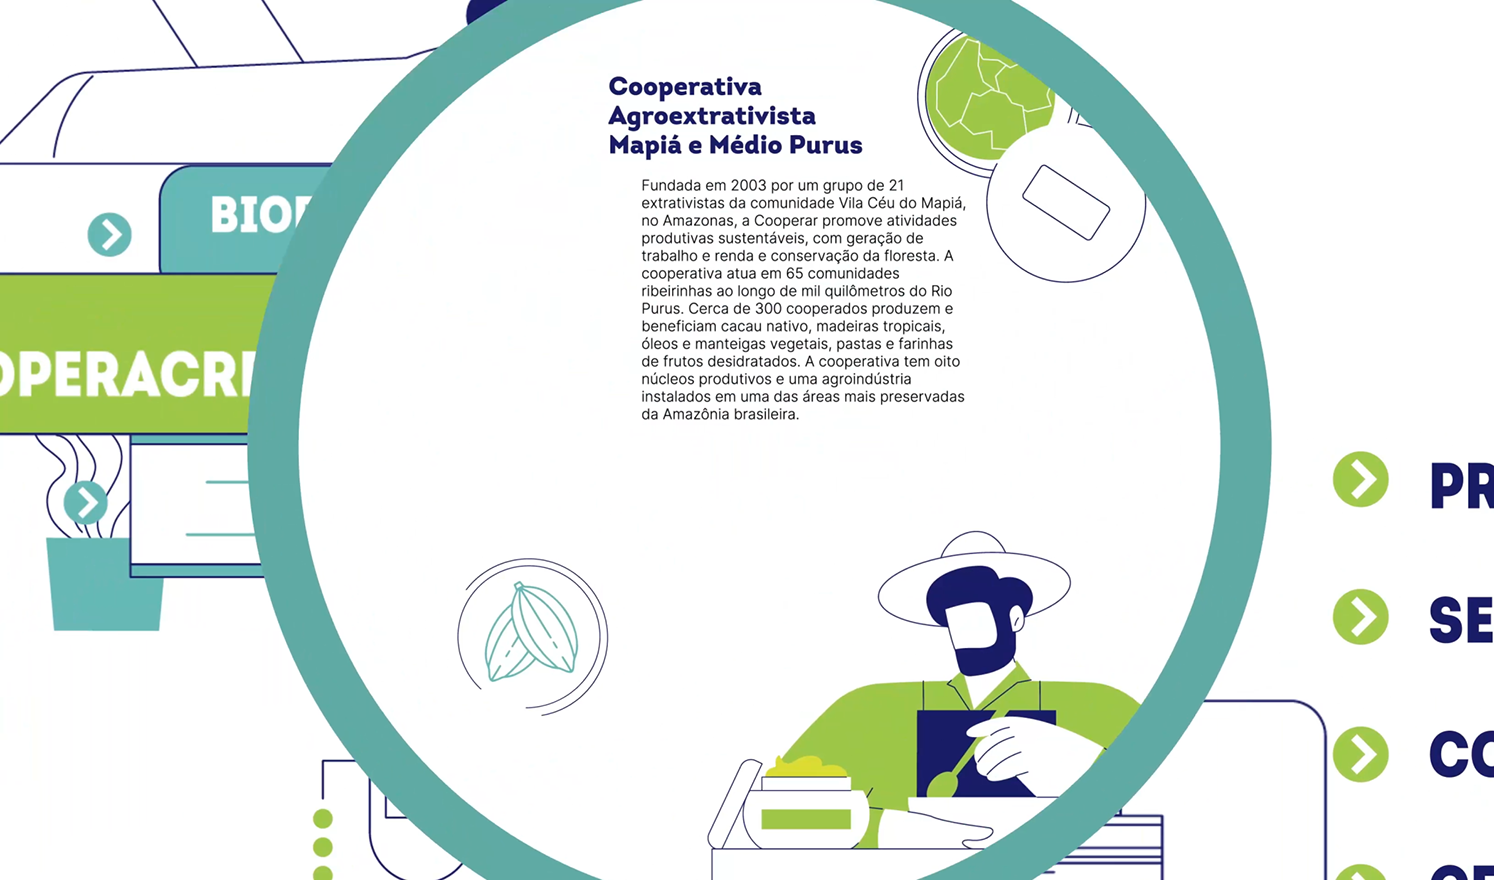 Cooperativa
Agroextrativista
Mapiá e Médio Purus
Fundada em 2003 por um grupo de 21
extrativistas da comunidade Vila Céu do Mapiá,
no Amazonas, a Cooperar promove atividades
produtivas sustentáveis, com geração de
trabalho e renda e conservação da floresta. A
cooperativa atua em 65 comunidades
ribeirinhas ao longo de mil quilômetros do Rio
Purus. Cerca de 300 cooperados produzem e
beneficiam cacau nativo, madeiras tropicais,
óleos e manteigas vegetais, pastas e farinhas
de frutos desidratados. A cooperativa tem oito
núcleos produtivos e uma agroindústria
instalados em uma das áreas mais preservadas
da Amazônia brasileira.
BIO
OPERACRE
PR
SE
CO